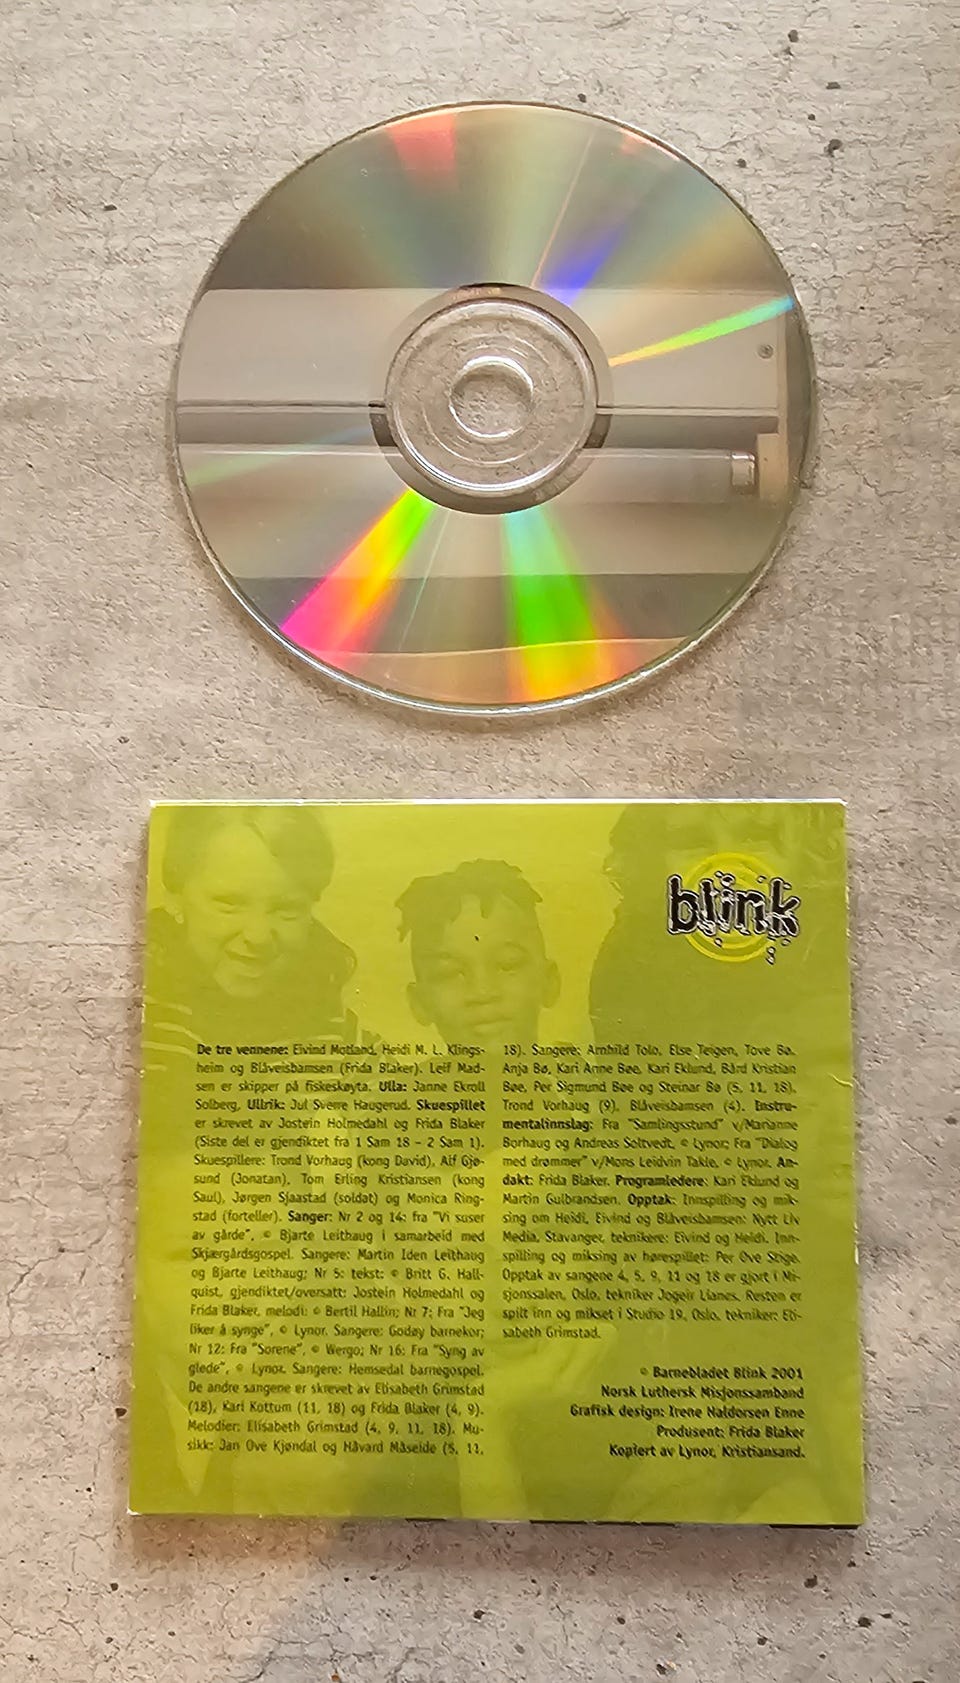 blink
De tre vennene: Eivind Motland, Heidi M. L. Klings-
heim og Blåveisbamsen (Frida Blaker). Leif Mad-
sen er skipper på fiskeskøyta. Ulla: Janne Ekroll
Solberg, Ullrik: Jul Sverre Haugerud. Skuespillet
er skrevet av Jostein Holmedahl og Frida Blaker
(Siste del er gjendiktet fra 1 Sam 18 – 2 Sam 1).
Skuespillere: Trond Vorhaug (kong David), Alf Gjø-
sund (Jonatan), Tom Erling Kristiansen (kong
Saul), Jørgen Sjaastad (soldat) og Monica Ring-
stad (forteller). Sanger: Nr 2 og 14: fra "Vi suser
av gårde", © Bjarte Leithaug i samarbeid med
Skjærgårdsgospel. Sangere: Martin Iden Leithaug
og Bjarte Leithaug; Nr 5: tekst: © Britt G. Hall-
quist, gjendiktet/oversatt: Jostein Holmedahl og
Frida Blaker, melodi: © Bertil Hallin; Nr 7: Fra "Jeg
liker å synge", © Lynor. Sangere: Godøy barnekor;
Nr 12: Fra "Sorene", © Wergo; Nr 16: Fra "Syng av
glede", © Lynor. Sangere: Hemsedal barnegospel.
De andre sangene er skrevet av Elisabeth Grimstad
(18), Kari Kottum (11, 18) og Frida Blaker (4, 9).
Melodier: Elisabeth Grimstad (4, 9, 11, 18). Mu-
sikk: Jan Ove Kjøndal og Håvard Måseide (5, 11,
18). Sangere: Arnhild Tolo, Else Teigen, Tove Bø,
Anja Bø, Kari Anne Bøe, Kari Eklund, Bård Kristian
Bøe, Per Sigmund Bøe og Steinar Bø (5, 11, 18),
Trond Vorhaug (9), Blåveisbamsen (4). Instru-
mentalinnslag: Fra "Samlingsstund" v/Marianne
Borhaug og Andreas Soltvedt, © Lynor; Fra "Dialog
med drømmer" v/Mons Leidvin Takle, © Lynor. An-
dakt: Frida Blaker. Programledere: Kari Eklund og
Martin Gulbrandsen. Opptak: Innspilling og mik-
sing om Heidi, Eivind og Blåveisbamsen: Nytt Liv
Media, Stavanger, teknikere: Eivind og Heidi. Inn-
spilling og miksing av hørespillet: Per Ove Stige.
Opptak av sangene 4, 5, 9, 11 og 18 er gjort i Mi-
sjonssalen, Oslo, tekniker Jogeir Lianes. Resten er
spilt inn og mikset i Studio 19, Oslo, tekniker: Eli-
sabeth Grimstad.
© Barnebladet Blink 2001
Norsk Luthersk Misjonssamband
Grafisk design: Irene Haldorsen Enne
Produsent: Frida Blaker
Kopiert av Lynor, Kristiansand.